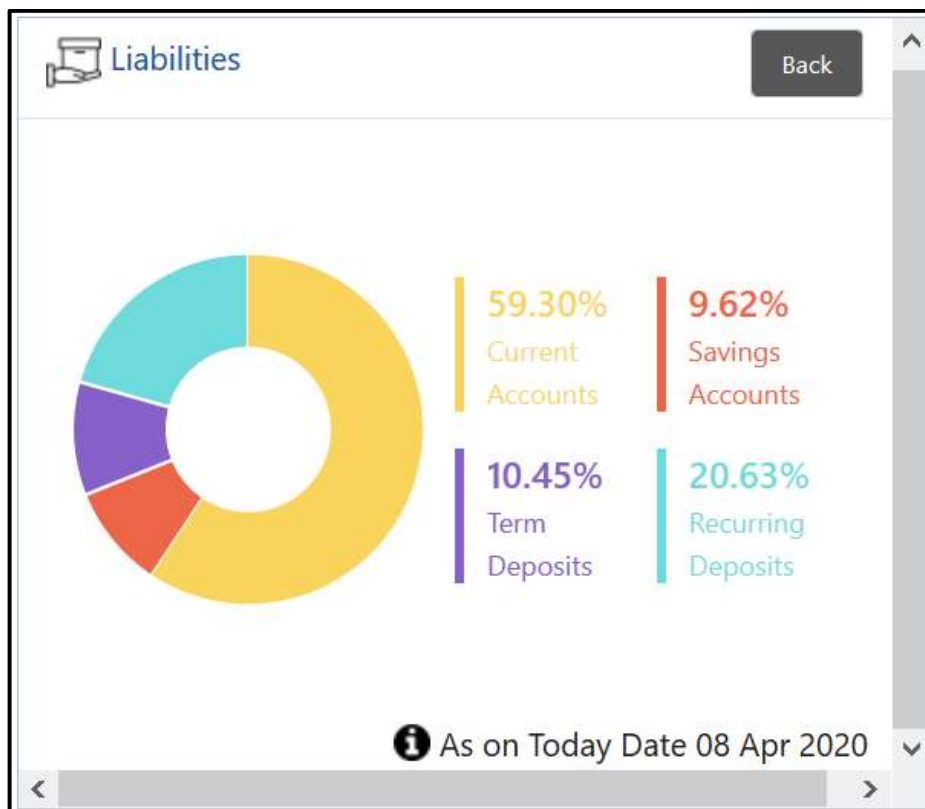 Liabilities
Back
59.30%
Current
Accounts
9.62%
Savings
Accounts
10.45%
Term
Deposits
20.63%
Recurring
Deposits
As on Today Date 08 Apr 2020